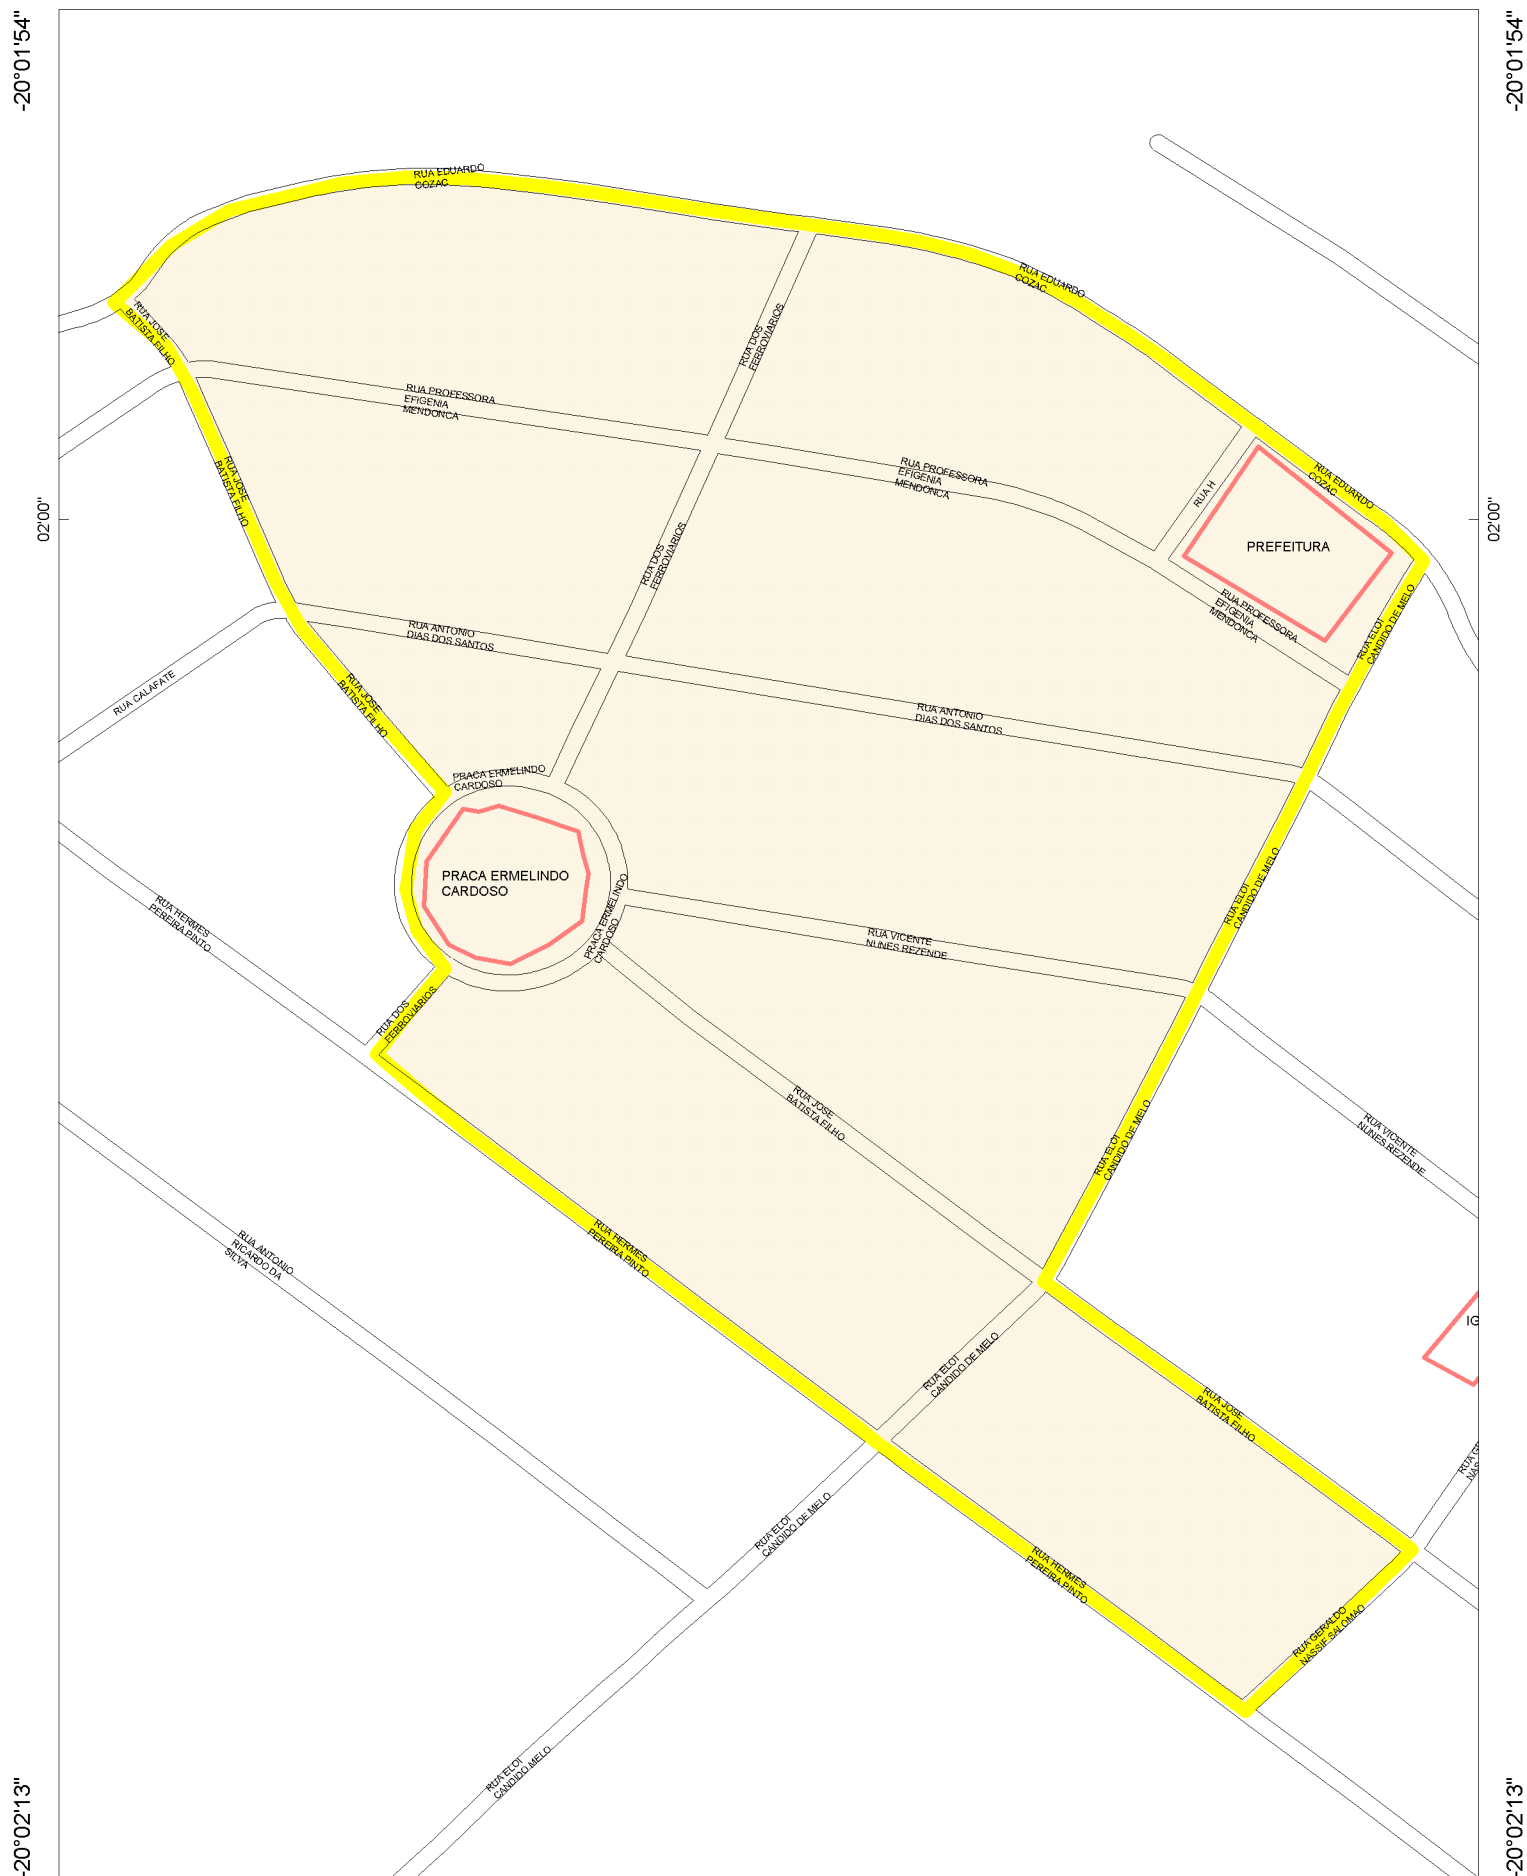 -20°01'54"
-20°01'54"
RUA EDUARDO
COZAC
RUA EDUARDO
COZAC
RUA JOSE
BATISTA FILHO
RUA DOS
FERROVIARIOS
RUA PROFESSORA
EFIGENIA
MENDONCA
RUA PROFESSORA
EFIGENIA
MENDONCA
RUA JOSE
BATISTA FILHO
RUA EDUARDO
COZAC
RUA H
02'00"
02'00"
PREFEITURA
RUA DOS
FERROVIARIOS
RUA PROFESSORA
EFIGENIA
MENDONCA
RUA ELOI
CANDIDO DE MELO
RUA ANTONIO
DIAS DOS SANTOS
RUA CALAFATE
RUA JOSE
BATISTA FILHO
RUA ANTONIO
DIAS DOS SANTOS
PRACA ERMELINDO
CARDOSO
PRACA ERMELINDO
CARDOSO
RUA ELOI
CANDIDO DE MELO
RUA HERMES
PEREIRA PINTO
PRACA ERMELINDO
CARDOSO
RUA VICENTE
NUNES REZENDE
RUA DOS
FERROVIARIOS
RUA JOSE
BATISTA FILHO
RUA ELOI
CANDIDO DE MELO
RUA VICENTE
NUNES REZENDE
RUA ANTONIO
RICARDO DA
SILVA
RUA HERMES
PEREIRA PINTO
IG
RUA ELOI
CANDIDO DE MELO
RUA JOSE
BATISTA FILHO
RUA GE
NAS
RUA ELOI
CANDIDO DE MELO
RUA HERMES
PEREIRA PINTO
RUA GERALDO
NASSIF SALOMAO
RUA ELOI
CANDIDO MELO
-20°02'13"
-20°02'13"